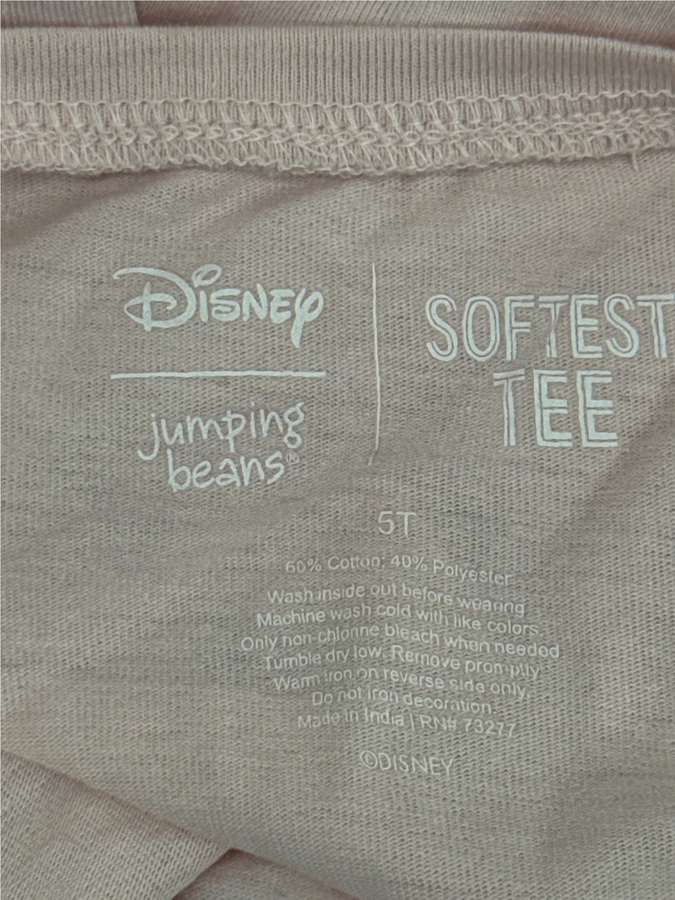 Disney
jumping
beans®
SOFTEST
TEE
5T
60% Cotton; 40% Polyester
Wash inside out before wearing
Machine wash cold with like colors.
Only non-chlorine bleach when needed.
Tumble dry low. Remove promptly.
Warm iron on reverse side only.
Do not iron decoration.
Made in India | RN# 73277
©DISNEY